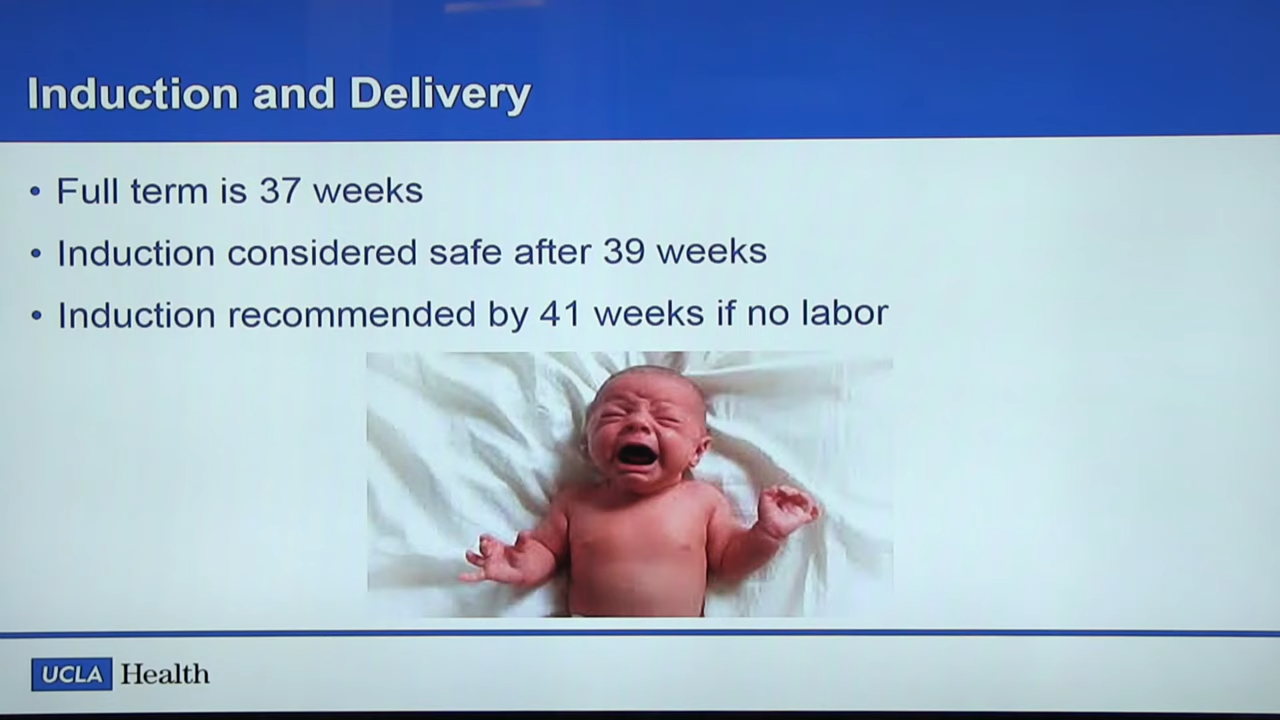 Induction and Delivery
• Full term is 37 weeks
• Induction considered safe after 39 weeks
• Induction recommended by 41 weeks if no labor
UCLA Health